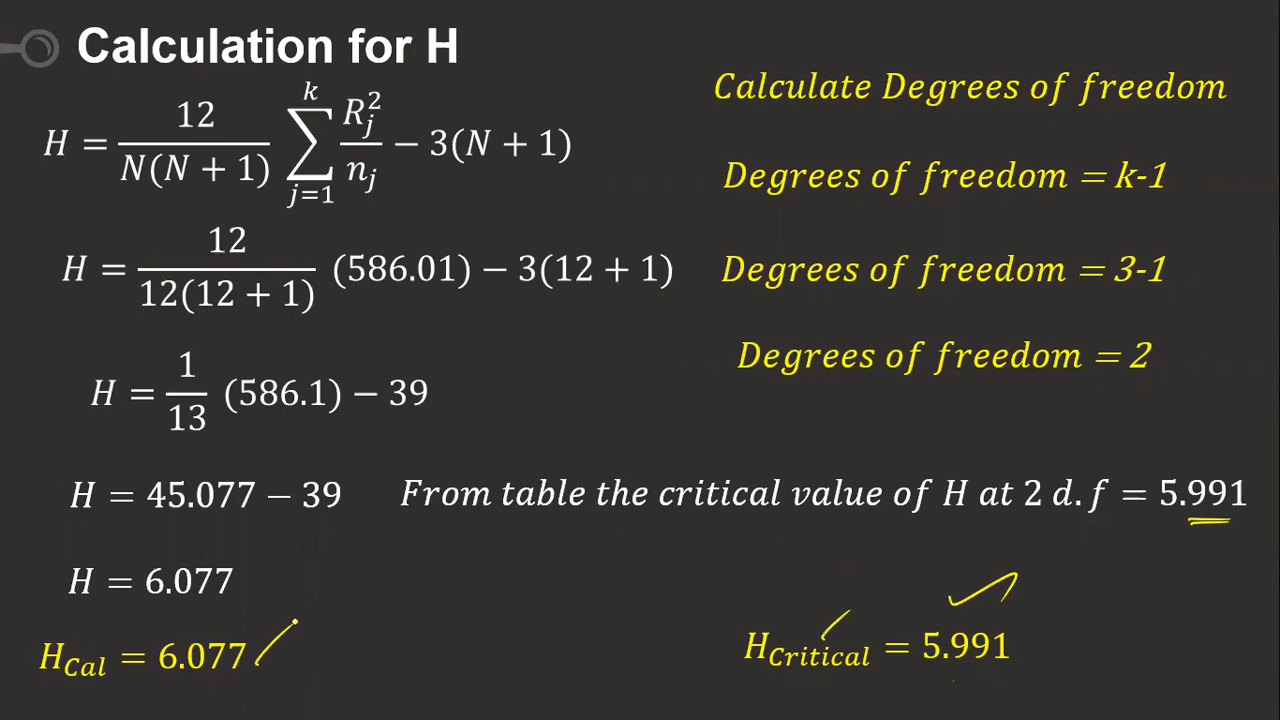 Calculation for H
H = 12/(N(N + 1)) ∑_{j=1}^{k} R_j^2/n_j − 3(N + 1)
H = 12/(12(12 + 1)) (586.01) − 3(12 + 1)
H = 1/13 (586.1) − 39
H = 45.077 − 39
H = 6.077
H_Cal = 6.077
Calculate Degrees of freedom
Degrees of freedom = k-1
Degrees of freedom = 3-1
Degrees of freedom = 2
From table the critical value of H at 2 d.f = 5.991
H_Critical = 5.991